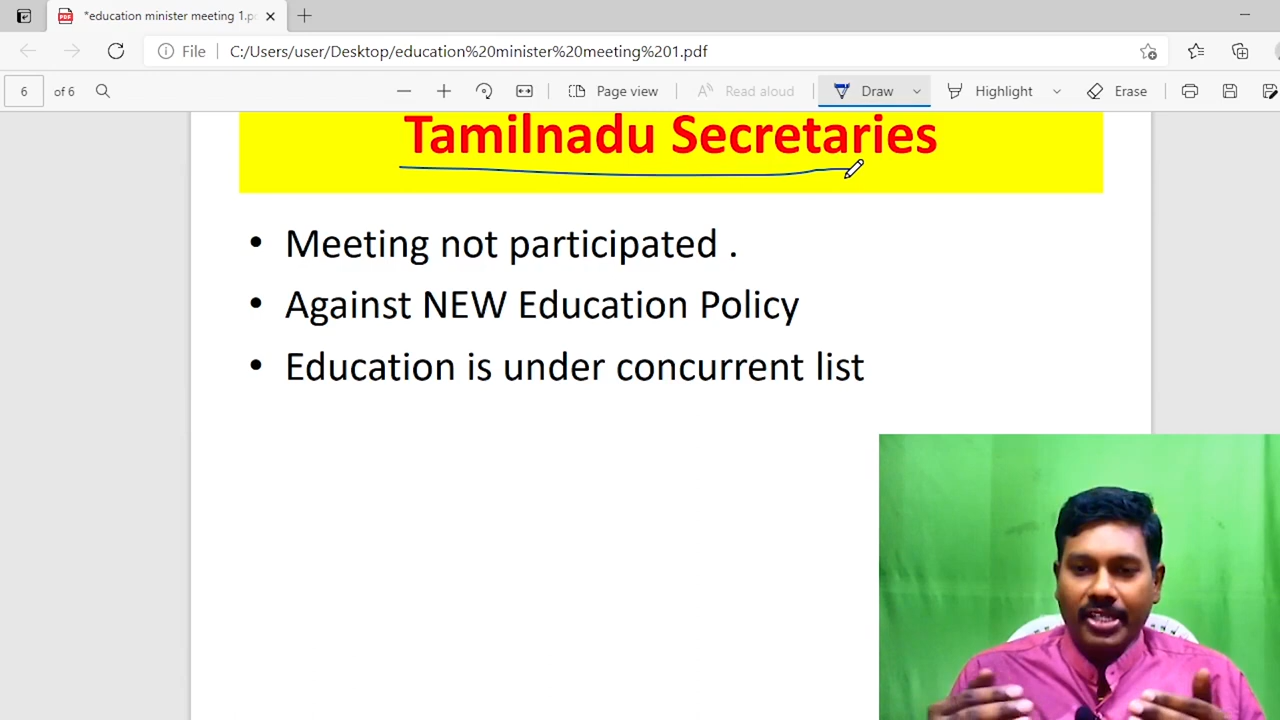 *education minister meeting 1.p
File
C:/Users/user/Desktop/education%20minister%20meeting%201.pdf
6 of 6
Page view
Read aloud
Draw
Highlight
Erase
Tamilnadu Secretaries
• Meeting not participated .
• Against NEW Education Policy
• Education is under concurrent list